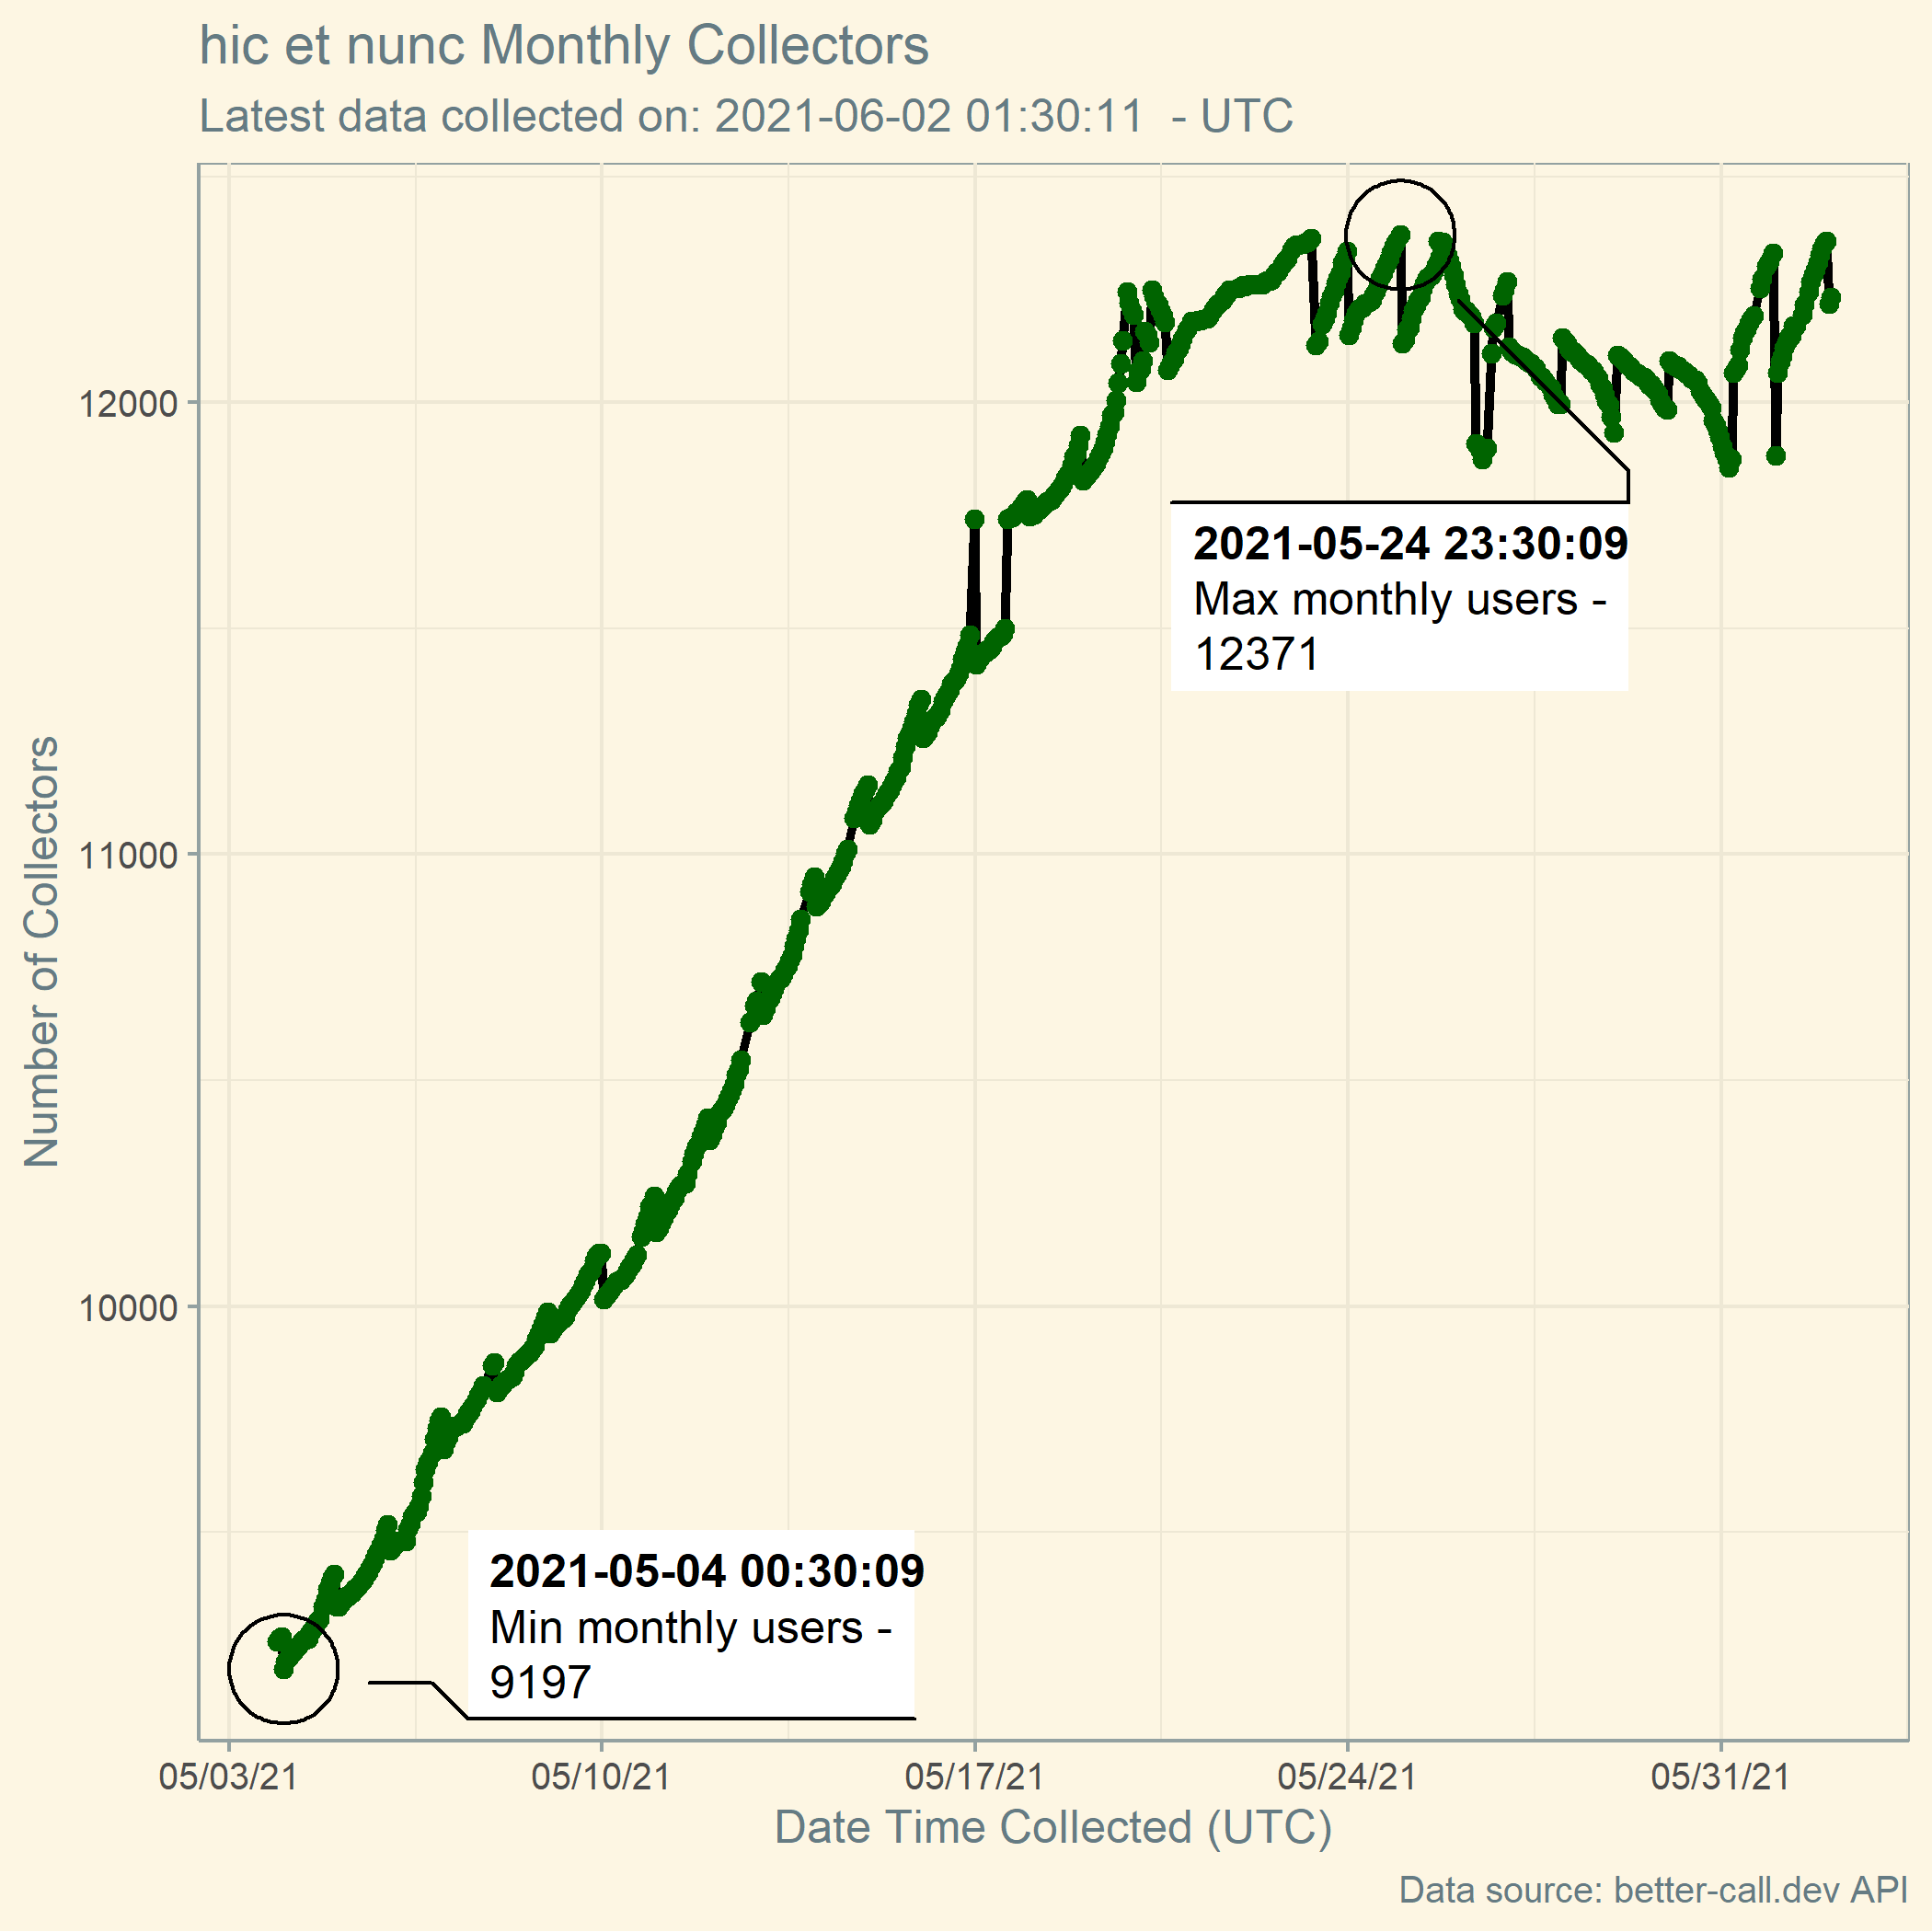 hic et nunc Monthly Collectors
Latest data collected on: 2021-06-02 01:30:11  - UTC
Number of Collectors
12000
11000
10000
2021-05-24 23:30:09
Max monthly users -
12371
2021-05-04 00:30:09
Min monthly users -
9197
05/03/21
05/10/21
05/17/21
05/24/21
05/31/21
Date Time Collected (UTC)
Data source: better-call.dev API